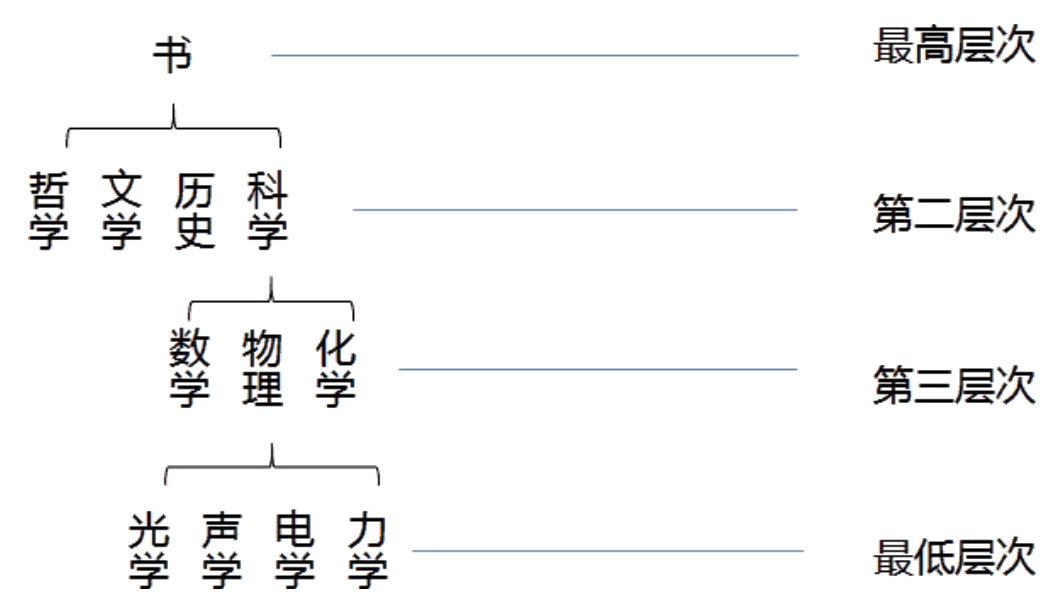 书 最高层次
哲学 文学 历史 科学 第二层次
数学 物理 化学 第三层次
光学 声学 电学 力学 最低层次